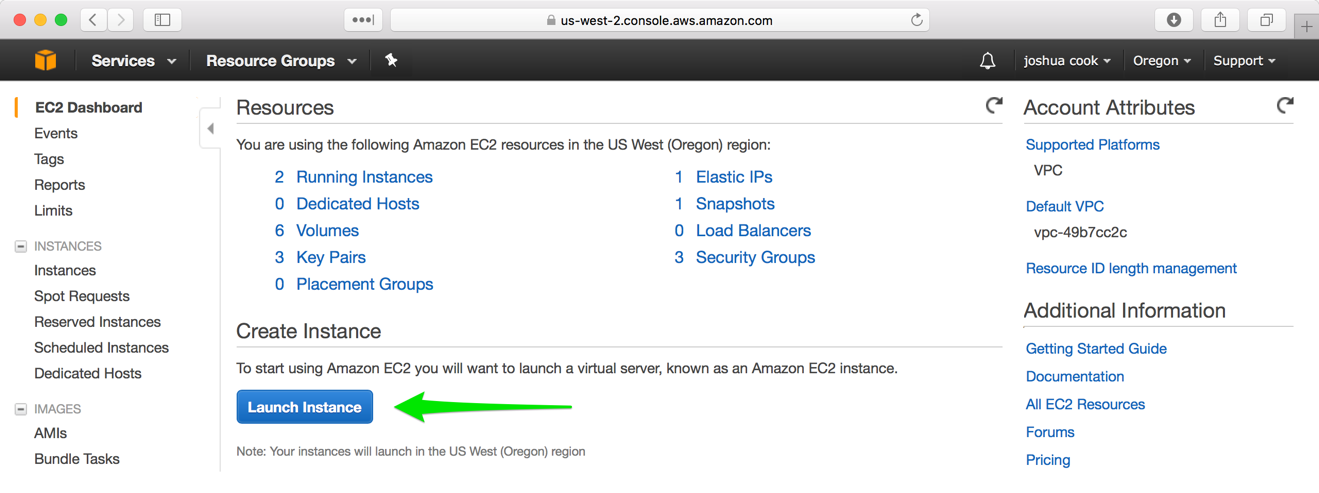 us-west-2.console.aws.amazon.com
Services
Resource Groups
joshua cook
Oregon
Support
EC2 Dashboard
Events
Tags
Reports
Limits
INSTANCES
Instances
Spot Requests
Reserved Instances
Scheduled Instances
Dedicated Hosts
IMAGES
AMIs
Bundle Tasks
Resources
You are using the following Amazon EC2 resources in the US West (Oregon) region:
2 Running Instances
0 Dedicated Hosts
6 Volumes
3 Key Pairs
0 Placement Groups
1 Elastic IPs
1 Snapshots
0 Load Balancers
3 Security Groups
Create Instance
To start using Amazon EC2 you will want to launch a virtual server, known as an Amazon EC2 instance.
Launch Instance
Note: Your instances will launch in the US West (Oregon) region
Account Attributes
Supported Platforms
VPC
Default VPC
vpc-49b7cc2c
Resource ID length management
Additional Information
Getting Started Guide
Documentation
All EC2 Resources
Forums
Pricing